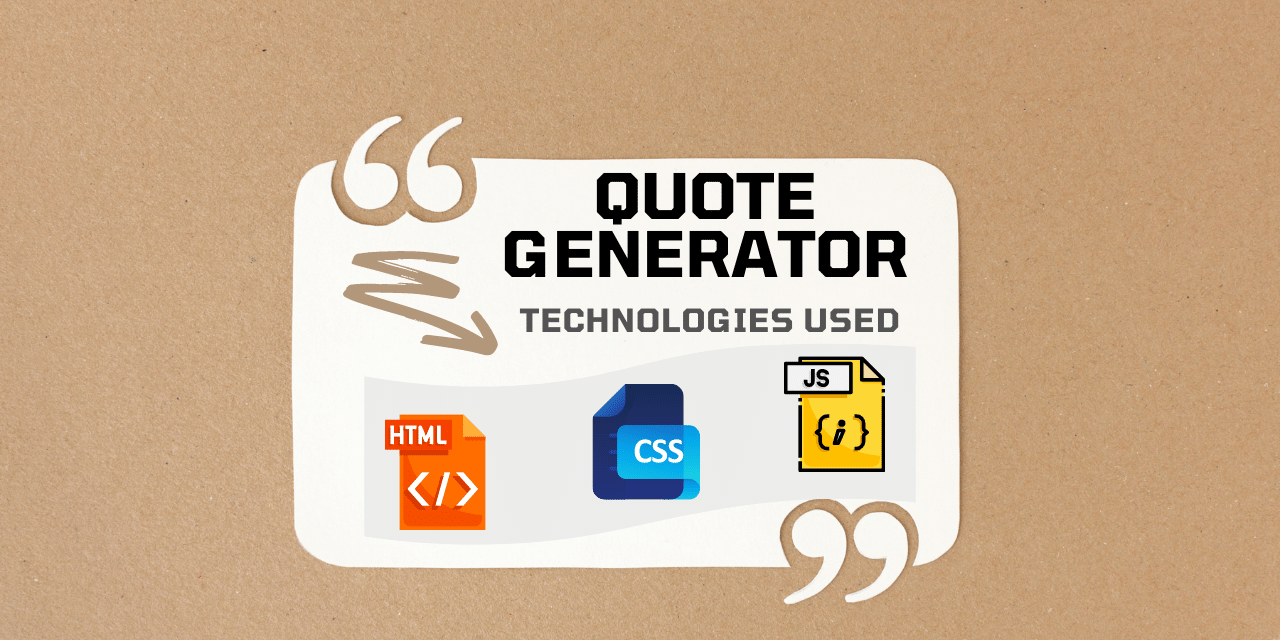 QUOTE
GENERATOR
TECHNOLOGIES USED
HTML
</>
CSS
JS
{i}